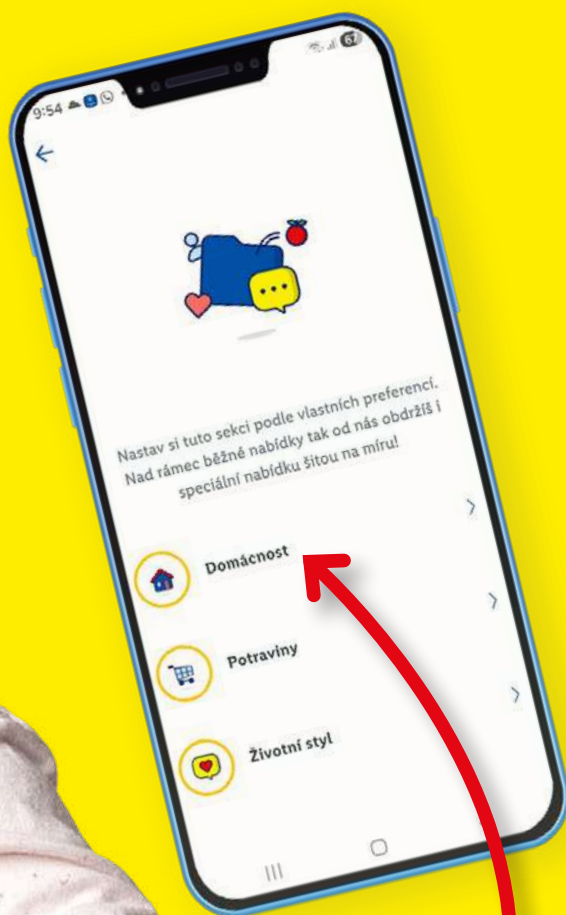 9:54
67
Nastav si tuto sekci podle vlastních preferencí.
Nad rámec běžné nabídky tak od nás obdržíš i
speciální nabídku šitou na míru!
Domácnost
Potraviny
Životní styl